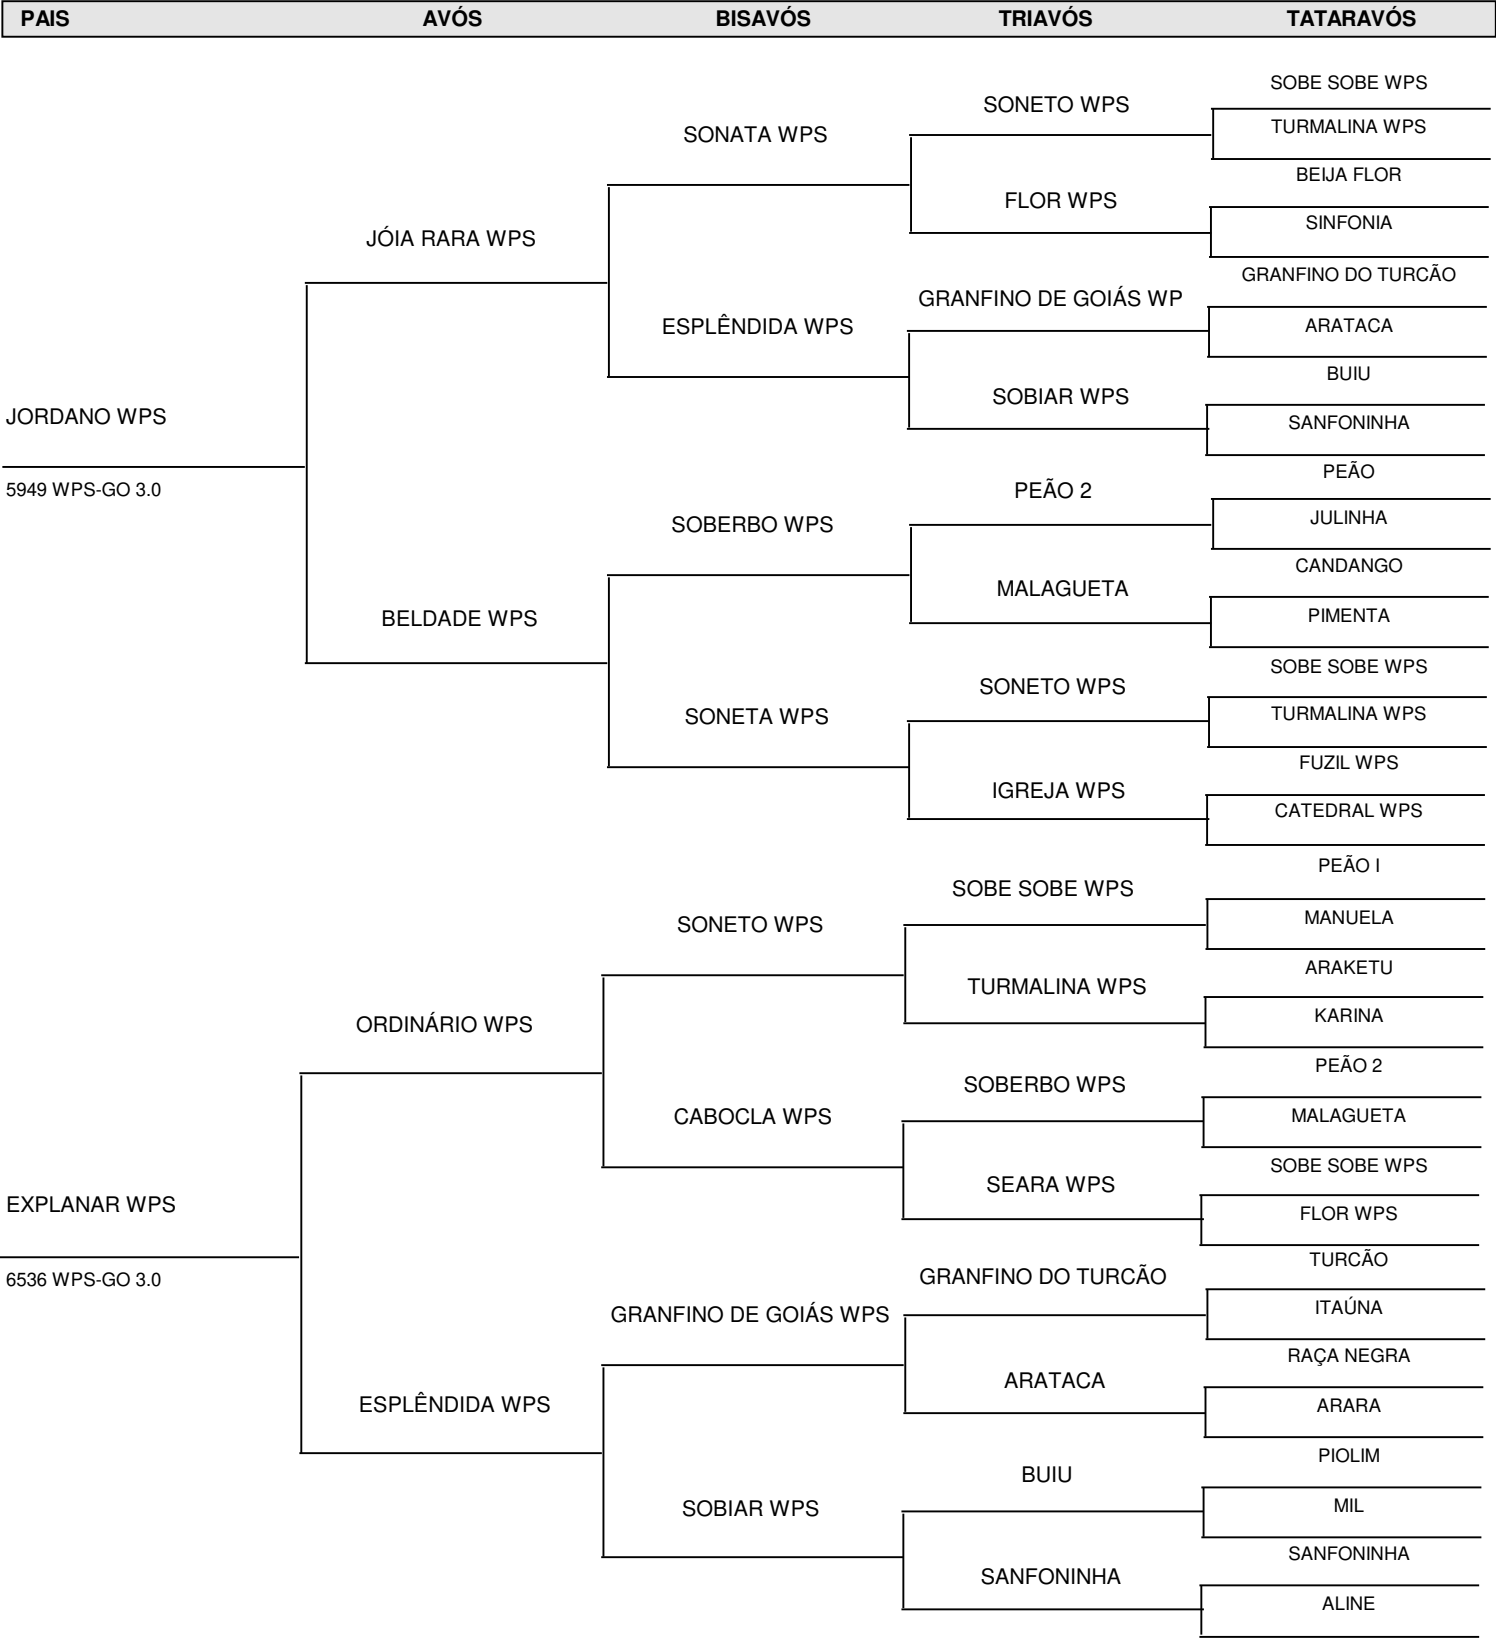 PAIS AVÓS BISAVÓS TRIAVÓS TATARAVÓS
SOBE SOBE WPS
SONETO WPS
TURMALINA WPS
SONATA WPS
BEIJA FLOR
FLOR WPS
SINFONIA
JÓIA RARA WPS
GRANFINO DO TURCÃO
GRANFINO DE GOIÁS WP
ESPLÊNDIDA WPS
ARATACA
BUIU
SOBIAR WPS
JORDANO WPS
SANFONINHA
PEÃO
5949 WPS-GO 3.0
PEÃO 2
JULINHA
SOBERBO WPS
CANDANGO
MALAGUETA
PIMENTA
BELDADE WPS
SOBE SOBE WPS
SONETO WPS
TURMALINA WPS
SONETA WPS
FUZIL WPS
IGREJA WPS
CATEDRAL WPS
PEÃO I
SOBE SOBE WPS
MANUELA
SONETO WPS
ARAKETU
TURMALINA WPS
KARINA
ORDINÁRIO WPS
PEÃO 2
SOBERBO WPS
MALAGUETA
CABOCLA WPS
SOBE SOBE WPS
SEARA WPS
EXPLANAR WPS
FLOR WPS
TURCÃO
6536 WPS-GO 3.0
GRANFINO DO TURCÃO
ITAÚNA
GRANFINO DE GOIÁS WPS
RAÇA NEGRA
ARATACA
ESPLÊNDIDA WPS
ARARA
PIOLIM
BUIU
MIL
SOBIAR WPS
SANFONINHA
SANFONINHA
ALINE